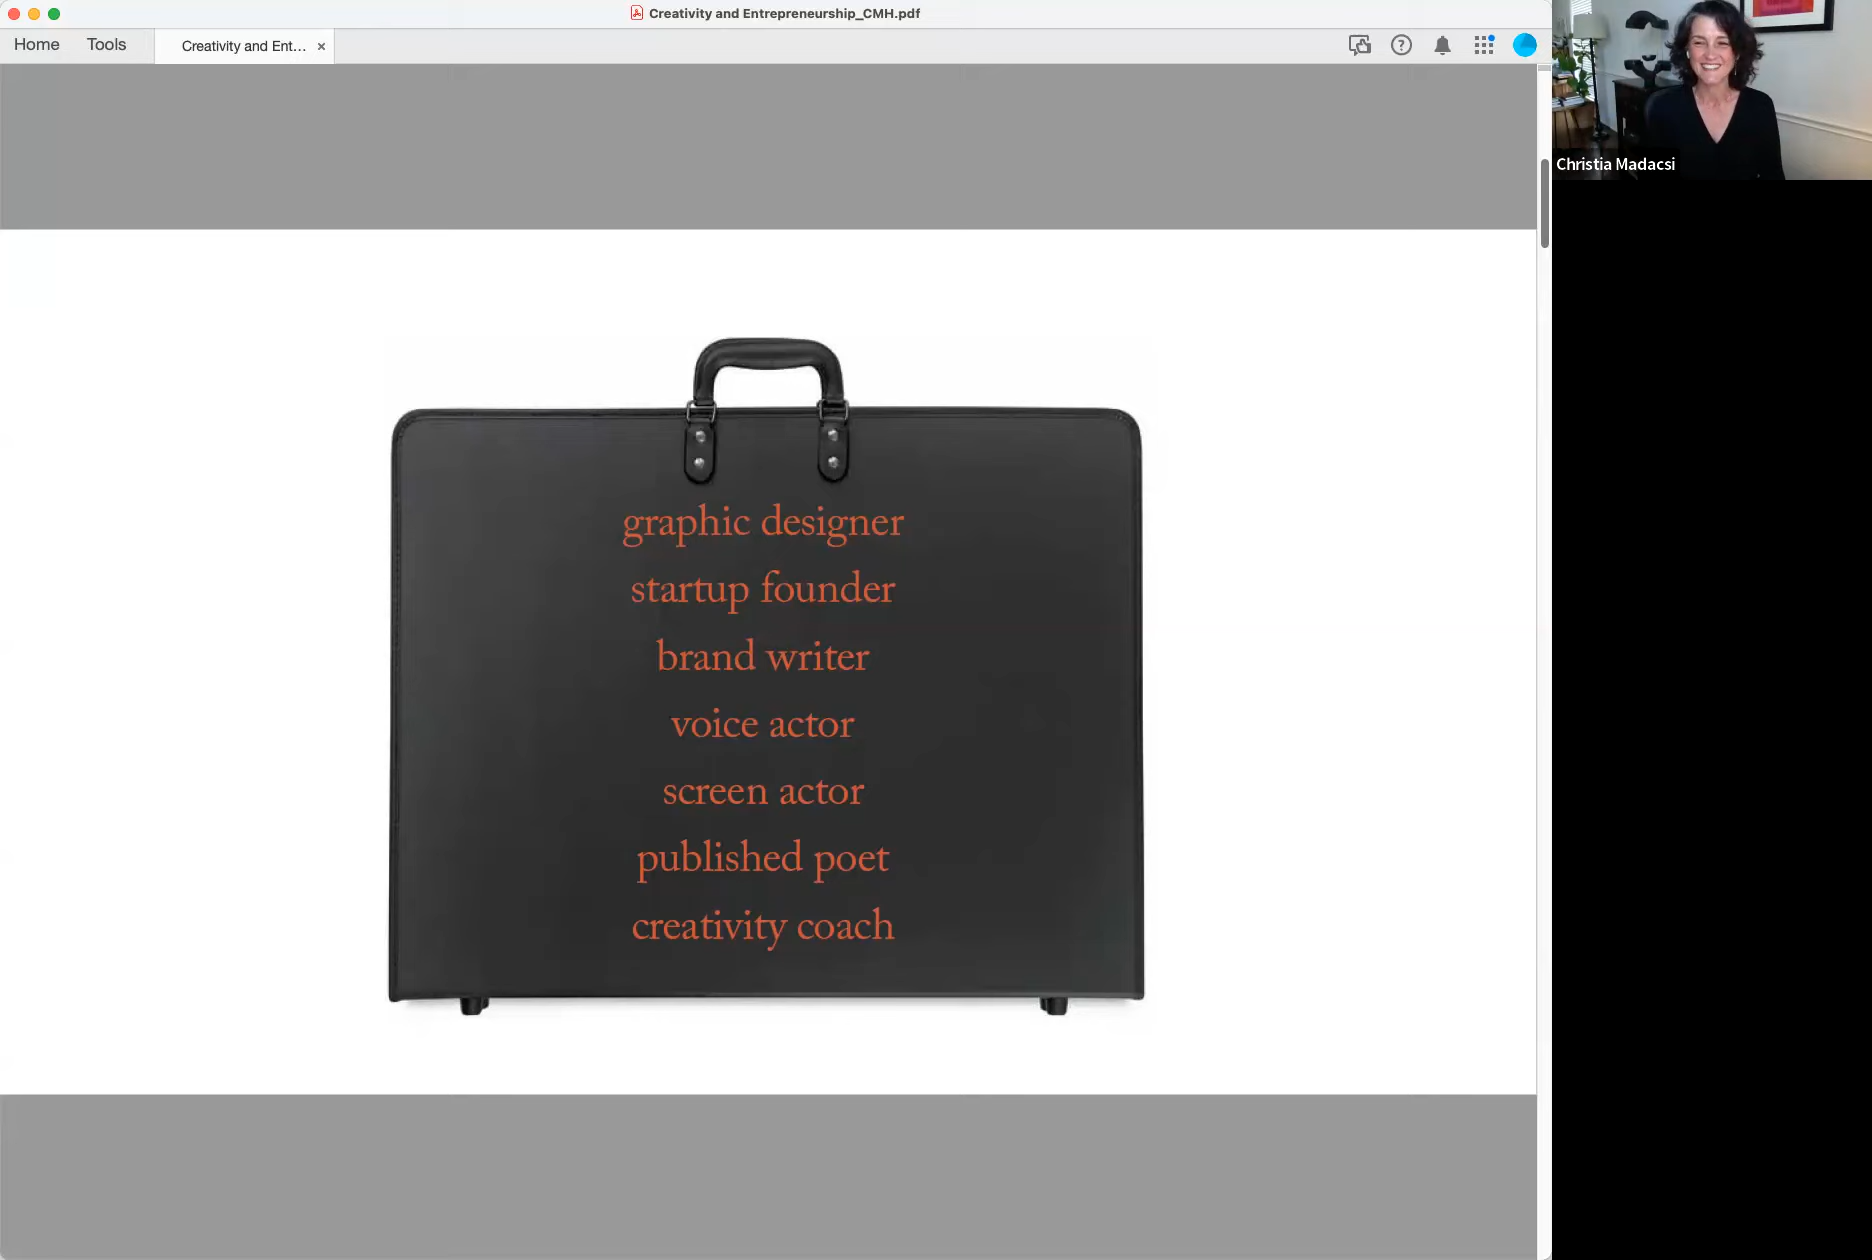 Creativity and Entrepreneurship_CMH.pdf
Home Tools Creativity and Ent... ×
Christia Madacsi
graphic designer
startup founder
brand writer
voice actor
screen actor
published poet
creativity coach